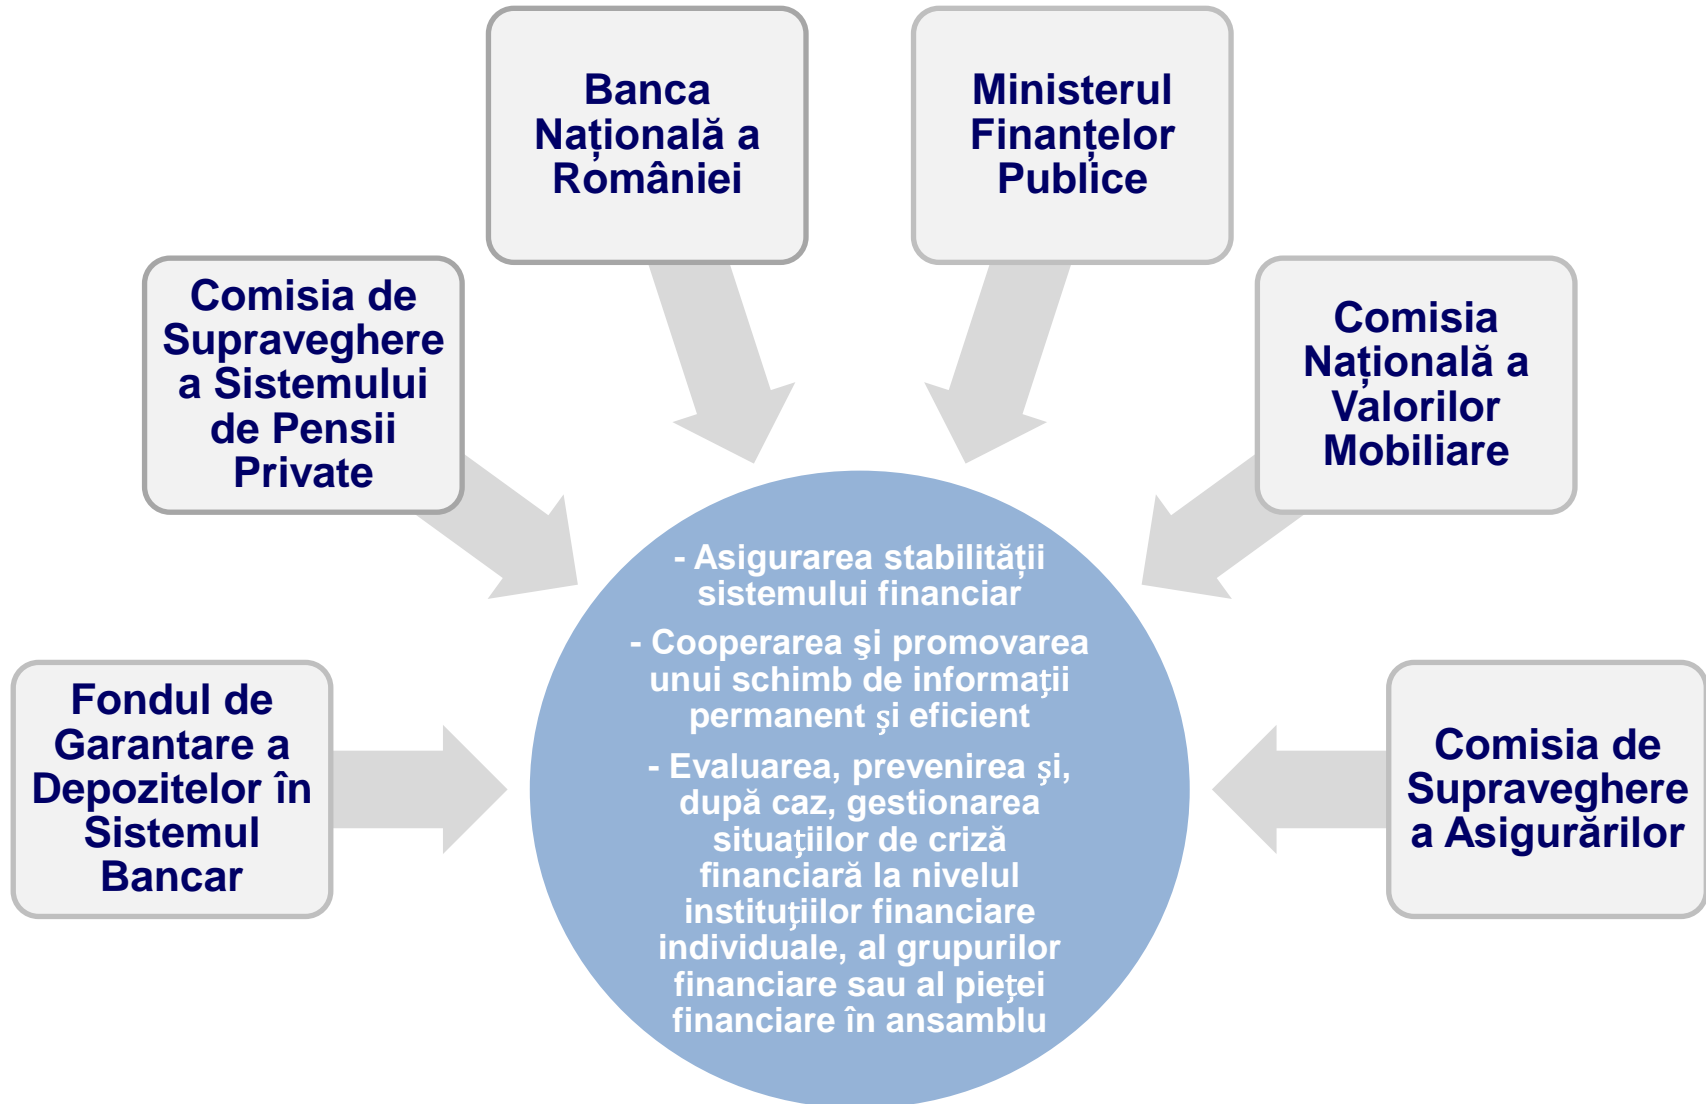 Banca
Națională a
României
Ministerul
Finanțelor
Publice
Comisia de
Supraveghere
a Sistemului
de Pensii
Private
Comisia
Națională a
Valorilor
Mobiliare
Fondul de
Garantare a
Depozitelor în
Sistemul
Bancar
Comisia de
Supraveghere
a Asigurărilor
- Asigurarea stabilității
sistemului financiar
- Cooperarea şi promovarea
unui schimb de informaţii
permanent și eficient
- Evaluarea, prevenirea şi,
după caz, gestionarea
situaţiilor de criză
financiară la nivelul
instituţiilor financiare
individuale, al grupurilor
financiare sau al pieţei
financiare în ansamblu